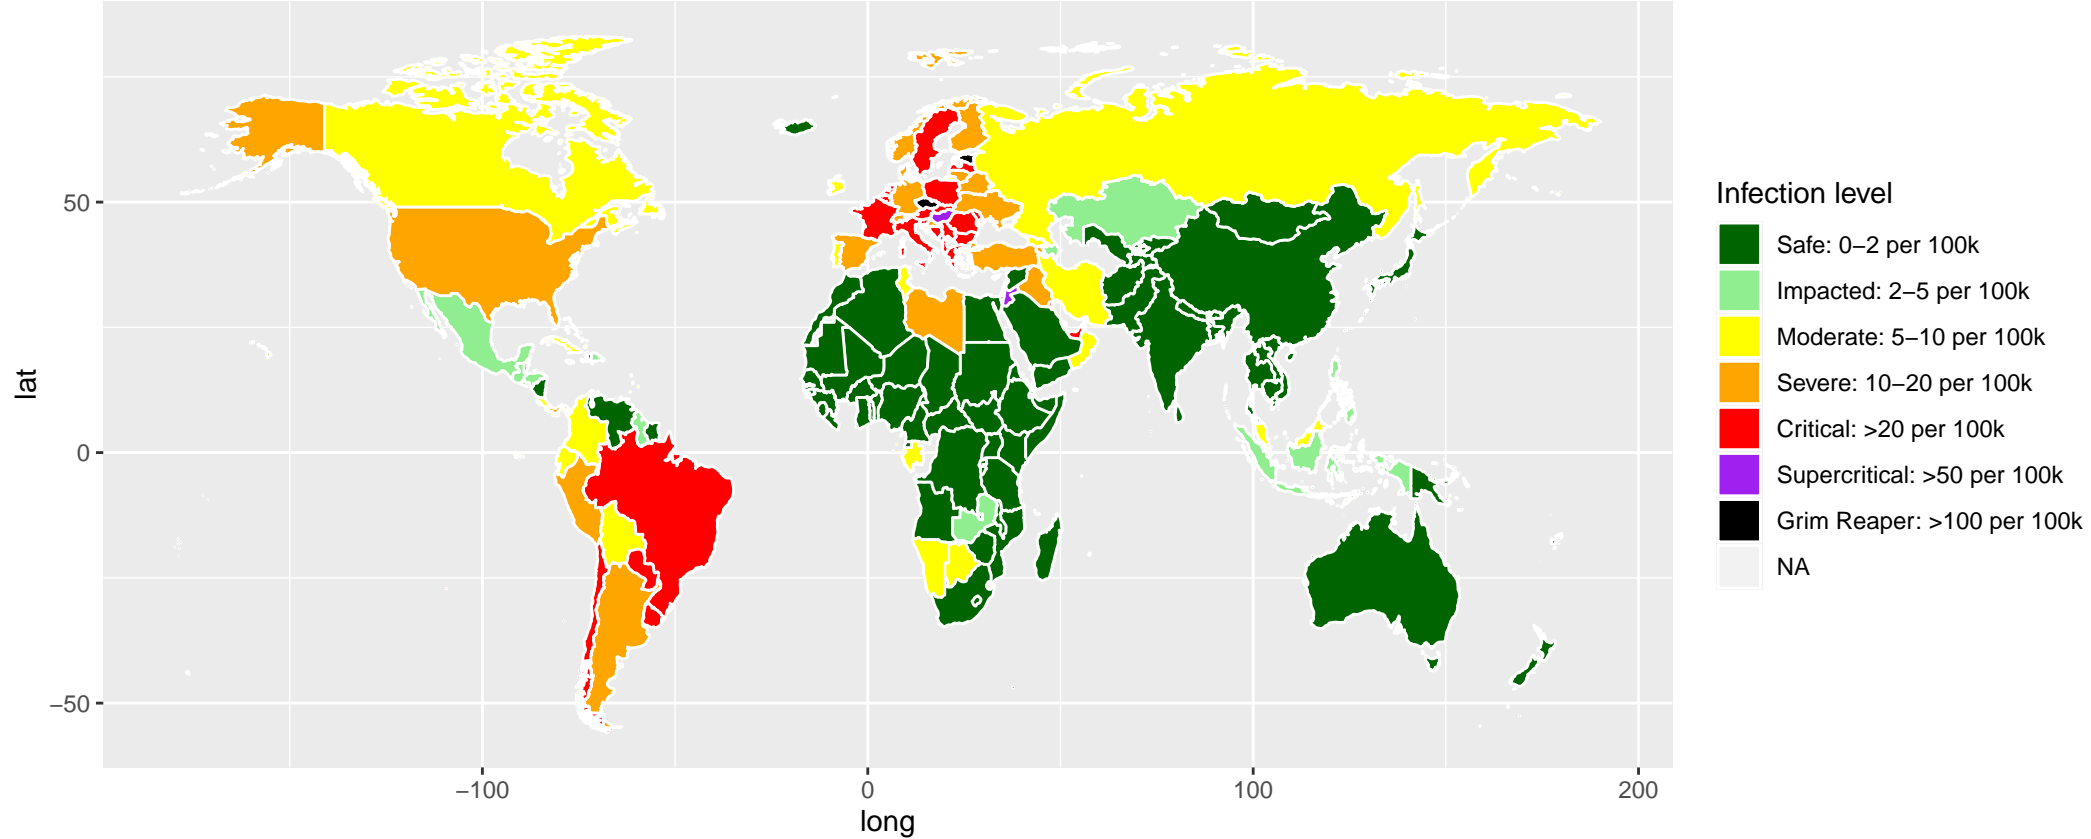 50
0
−50
lat
−100
0
100
200
long
Infection level
Safe: 0−2 per 100k
Impacted: 2−5 per 100k
Moderate: 5−10 per 100k
Severe: 10−20 per 100k
Critical: >20 per 100k
Supercritical: >50 per 100k
Grim Reaper: >100 per 100k
NA